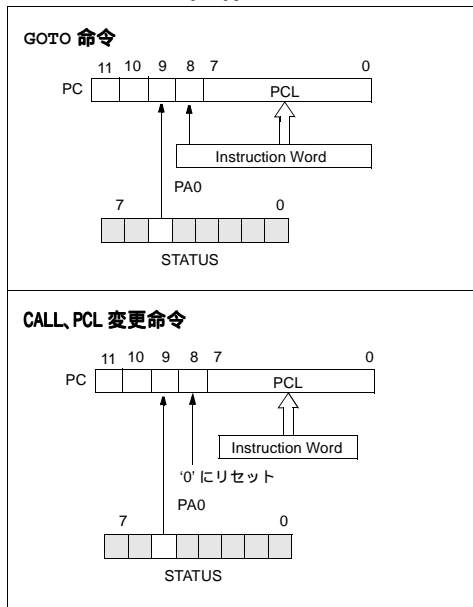 GOTO 命令
11 10 9 8 7 0
PC PCL
Instruction Word
PA0
7 0
STATUS
CALL、PCL 変更命令
11 10 9 8 7 0
PC PCL
Instruction Word
‘0’ にリセット
PA0
7 0
STATUS